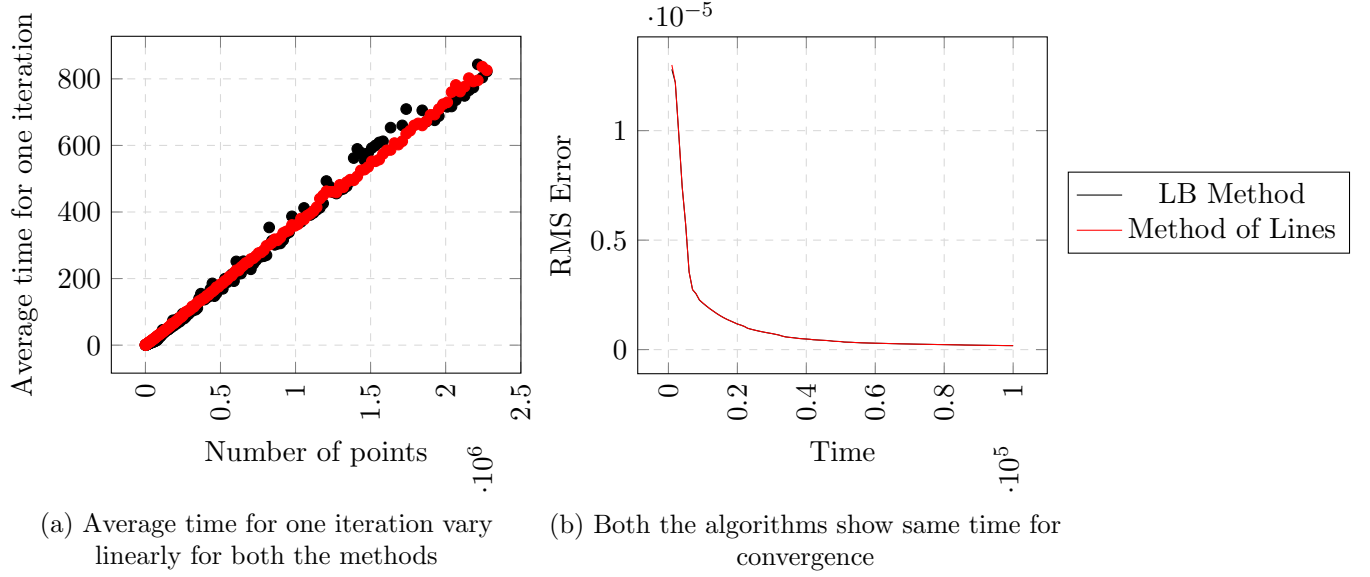 Average time for one iteration
800
600
400
200
0
0
0.5
1
1.5
2
2.5
Number of points
·10⁶
(a) Average time for one iteration vary
linearly for both the methods
·10⁻⁵
RMS Error
1
0.5
0
0
0.2
0.4
0.6
0.8
1
Time
·10⁵
(b) Both the algorithms show same time for
convergence
LB Method
Method of Lines